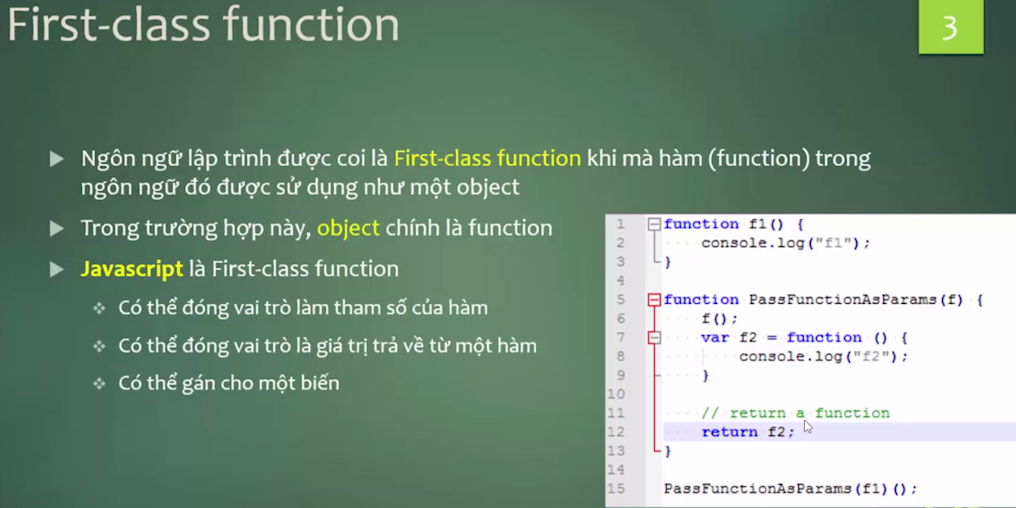 First-class function
3
Ngôn ngữ lập trình được coi là First-class function khi mà hàm (function) trong
ngôn ngữ đó được sử dụng như một object
Trong trường hợp này, object chính là function
Javascript là First-class function
Có thể đóng vai trò làm tham số của hàm
Có thể đóng vai trò là giá trị trả về từ một hàm
Có thể gán cho một biến
1 function f1() {
2 console.log("f1");
3 }
4
5 function PassFunctionAsParams(f) {
6 f();
7 var f2 = function () {
8 console.log("f2");
9 }
10
11 // return a function
12 return f2;
13 }
14
15 PassFunctionAsParams(f1)();